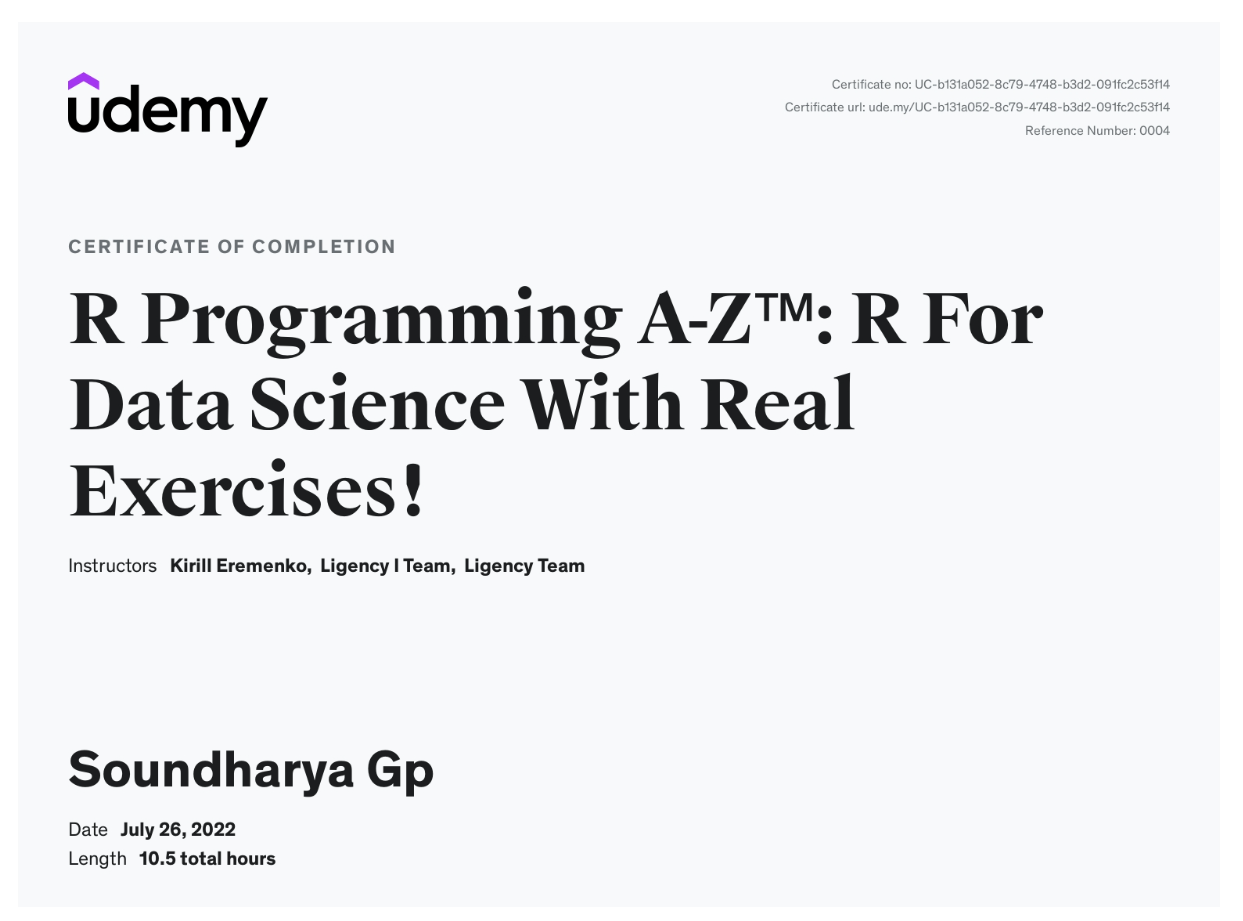 udemy
Certificate no: UC-b131a052-8c79-4748-b3d2-091fc2c53f14
Certificate url: ude.my/UC-b131a052-8c79-4748-b3d2-091fc2c53f14
Reference Number: 0004
CERTIFICATE OF COMPLETION
R Programming A-Z™: R For
Data Science With Real
Exercises!
Instructors Kirill Eremenko, Ligency I Team, Ligency Team
Soundharya Gp
Date July 26, 2022
Length 10.5 total hours